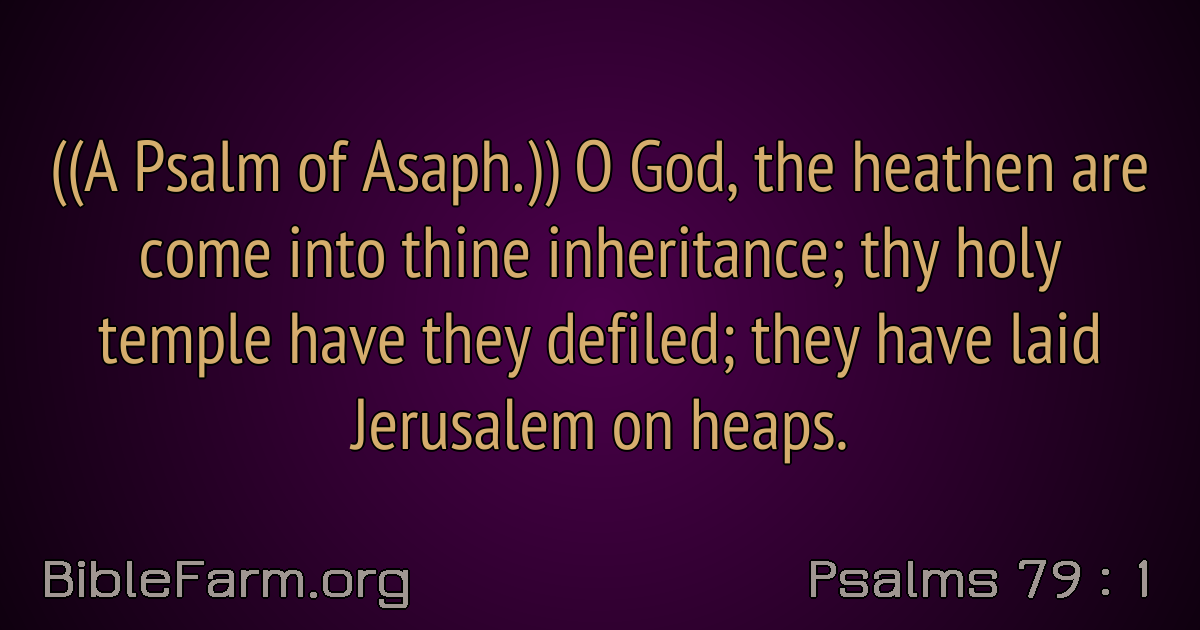 ((A Psalm of Asaph.)) O God, the heathen are
come into thine inheritance; thy holy
temple have they defiled; they have laid
Jerusalem on heaps.
BibleFarm.org
Psalms 79 : 1